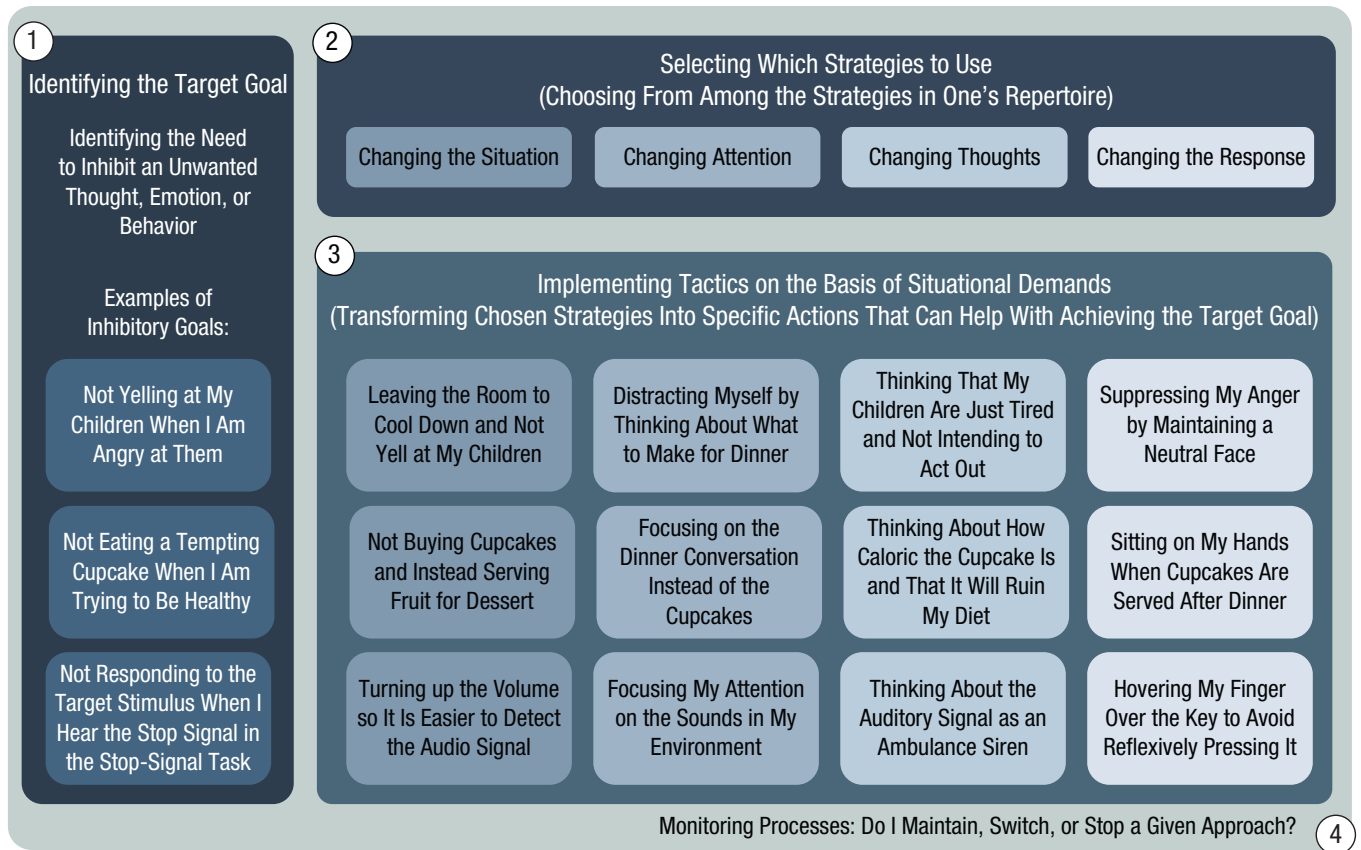 1
Identifying the Target Goal
Identifying the Need
to Inhibit an Unwanted
Thought, Emotion, or
Behavior
Examples of
Inhibitory Goals:
Not Yelling at My
Children When I Am
Angry at Them
Not Eating a Tempting
Cupcake When I Am
Trying to Be Healthy
Not Responding to the
Target Stimulus When I
Hear the Stop Signal in
the Stop-Signal Task
2
Selecting Which Strategies to Use
(Choosing From Among the Strategies in One's Repertoire)
Changing the Situation
Changing Attention
Changing Thoughts
Changing the Response
3
Implementing Tactics on the Basis of Situational Demands
(Transforming Chosen Strategies Into Specific Actions That Can Help With Achieving the Target Goal)
Leaving the Room to
Cool Down and Not
Yell at My Children
Distracting Myself by
Thinking About What
to Make for Dinner
Thinking That My
Children Are Just Tired
and Not Intending to
Act Out
Suppressing My Anger
by Maintaining a
Neutral Face
Not Buying Cupcakes
and Instead Serving
Fruit for Dessert
Focusing on the
Dinner Conversation
Instead of the
Cupcakes
Thinking About How
Caloric the Cupcake Is
and That It Will Ruin
My Diet
Sitting on My Hands
When Cupcakes Are
Served After Dinner
Turning up the Volume
so It Is Easier to Detect
the Audio Signal
Focusing My Attention
on the Sounds in My
Environment
Thinking About the
Auditory Signal as an
Ambulance Siren
Hovering My Finger
Over the Key to Avoid
Reflexively Pressing It
Monitoring Processes: Do I Maintain, Switch, or Stop a Given Approach?
4